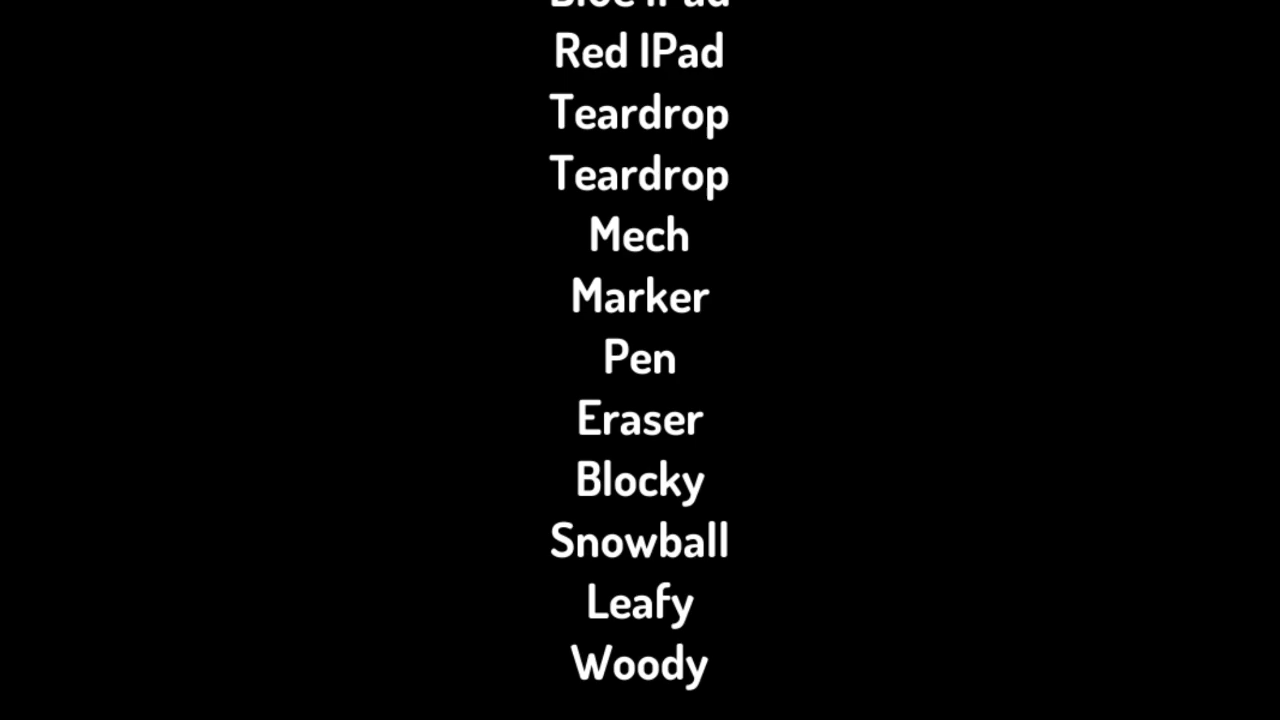 Red IPad
Teardrop
Teardrop
Mech
Marker
Pen
Eraser
Blocky
Snowball
Leafy
Woody